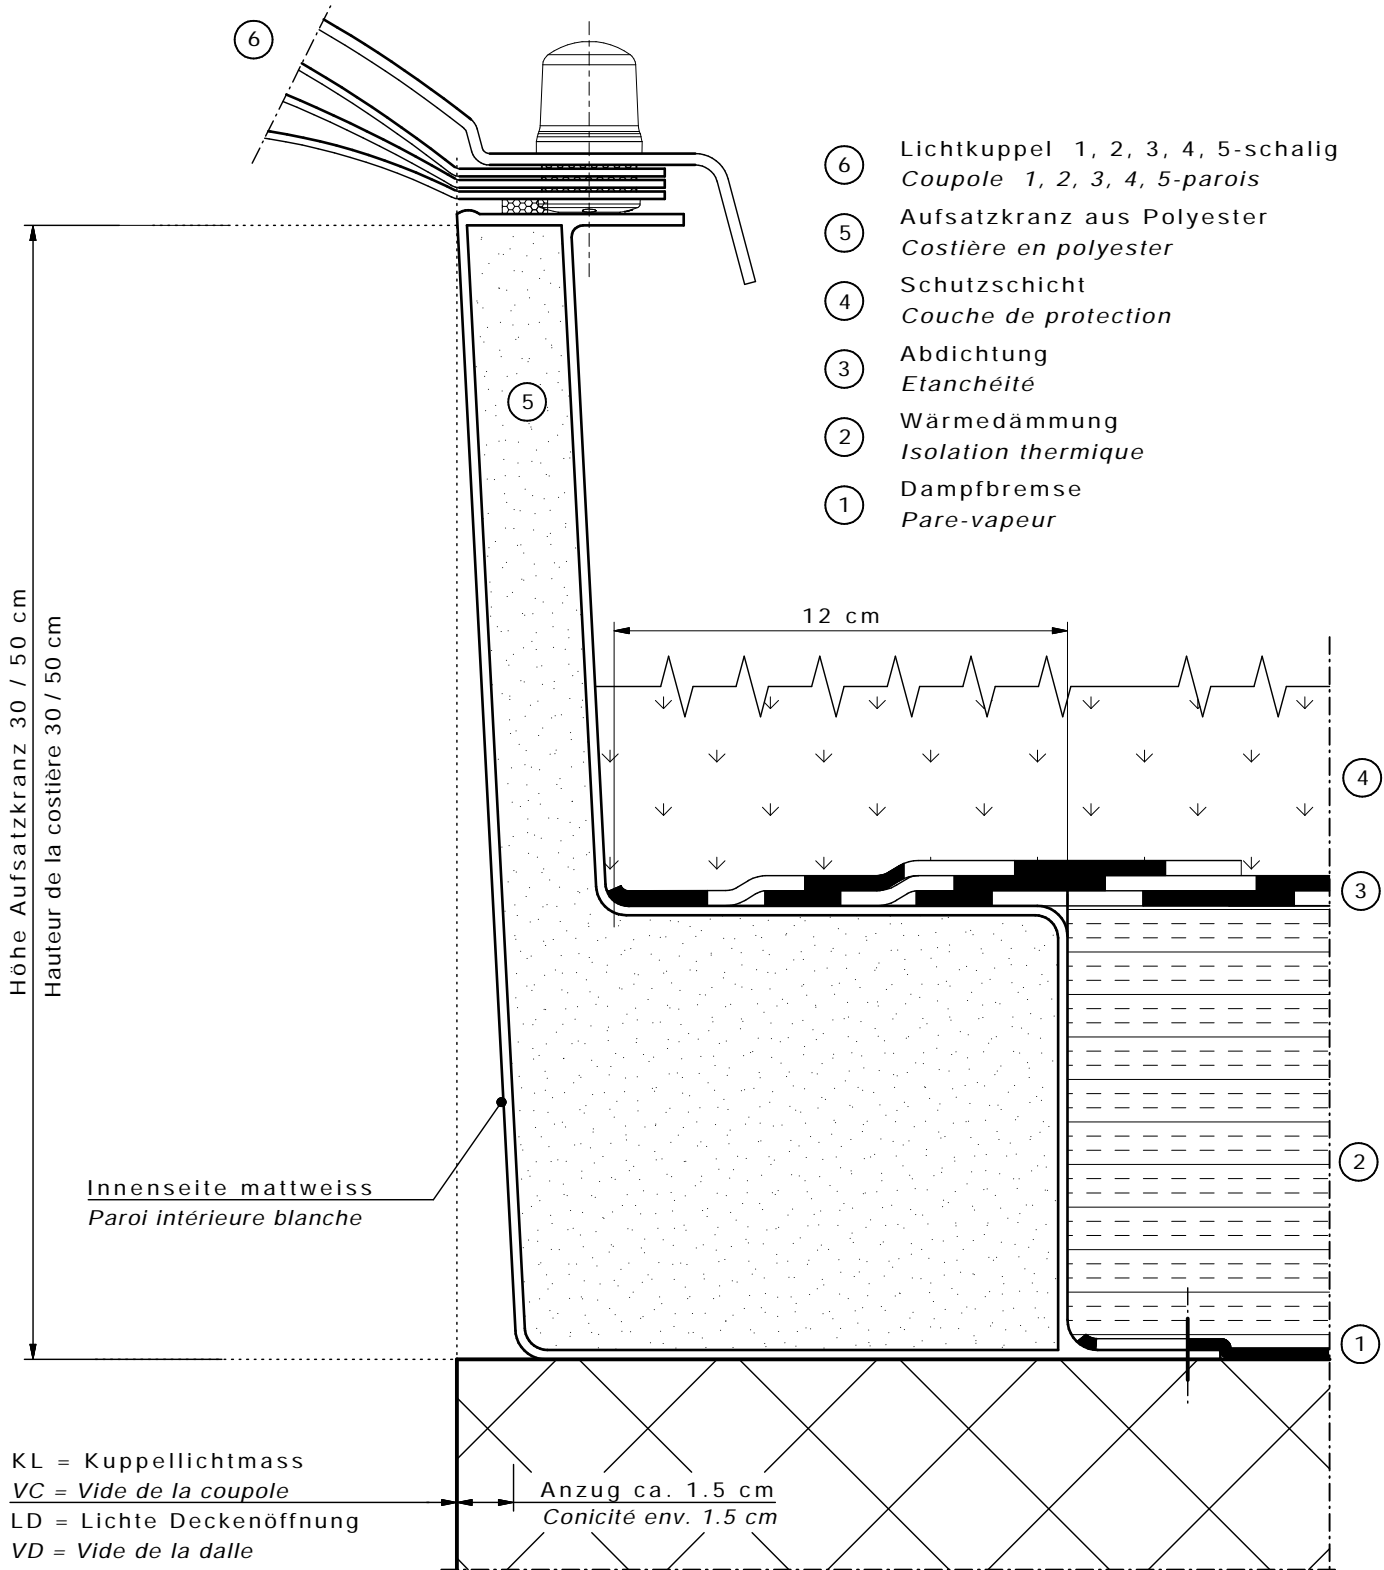 6
6
Lichtkuppel 1, 2, 3, 4, 5-schalig
Coupole 1, 2, 3, 4, 5-parois
5
Aufsatzkranz aus Polyester
Costière en polyester
4
Schutzschicht
Couche de protection
3
Abdichtung
Etanchéité
2
Wärmedämmung
Isolation thermique
1
Dampfbremse
Pare-vapeur
5
12 cm
Höhe Aufsatzkranz 30 / 50 cm
Hauteur de la costière 30 / 50 cm
4
3
2
1
Innenseite mattweiss
Paroi intérieure blanche
KL = Kuppellichtmass
VC = Vide de la coupole
LD = Lichte Deckenöffnung
VD = Vide de la dalle
Anzug ca. 1.5 cm
Conicité env. 1.5 cm